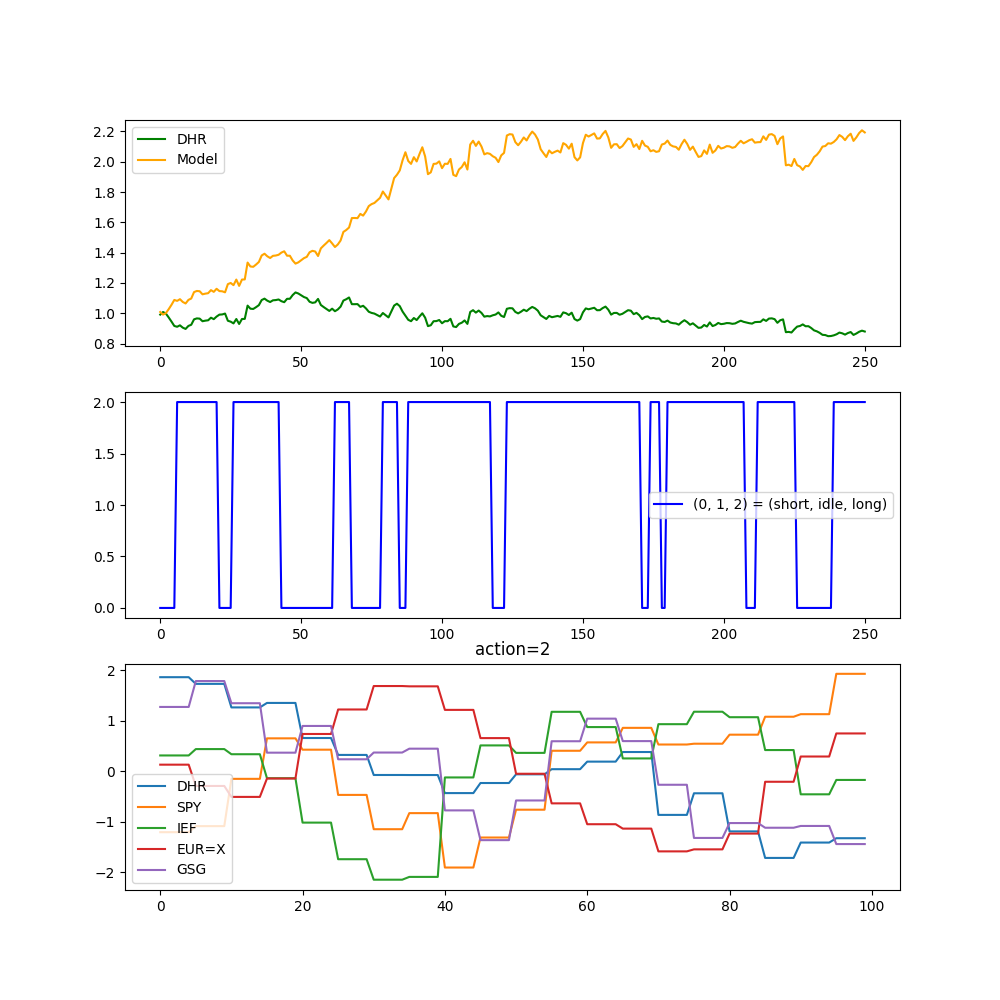 DHR
Model
2.2
2.0
1.8
1.6
1.4
1.2
1.0
0.8
0 50 100 150 200 250
2.0
1.5
1.0
0.5
0.0
(0, 1, 2) = (short, idle, long)
0 50 100 150 200 250
action=2
2
1
0
−1
−2
DHR
SPY
IEF
EUR=X
GSG
0 20 40 60 80 100